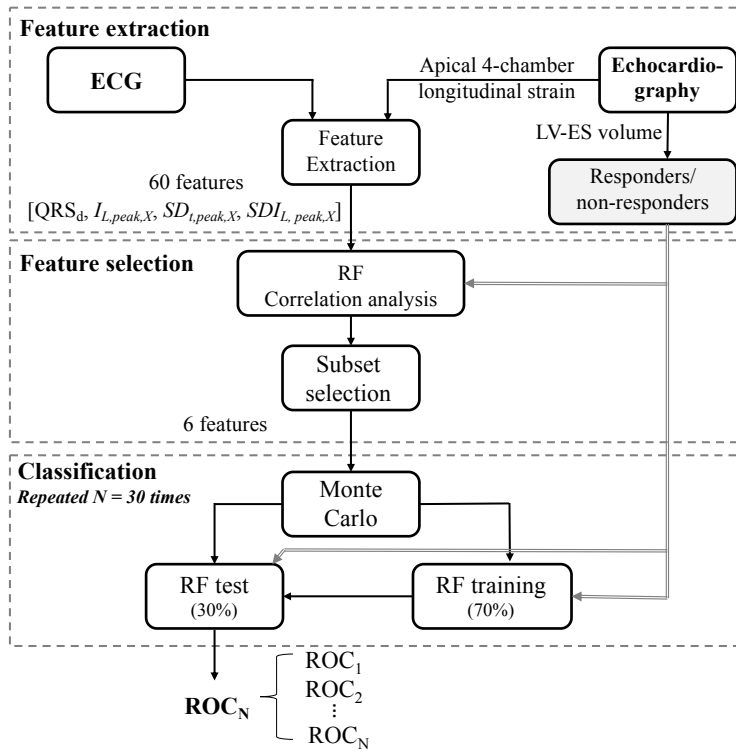 Feature extraction
ECG
Apical 4-chamber
longitudinal strain
Echocardio-
graphy
LV-ES volume
Feature
Extraction
Responders/
non-responders
60 features
[QRSd, IL,peak,X, SDt,peak,X, SDIL, peak,X]
Feature selection
RF
Correlation analysis
Subset
selection
6 features
Classification
Repeated N = 30 times
Monte
Carlo
RF test
(30%)
RF training
(70%)
ROCN
ROC1
ROC2
⋮
ROCN